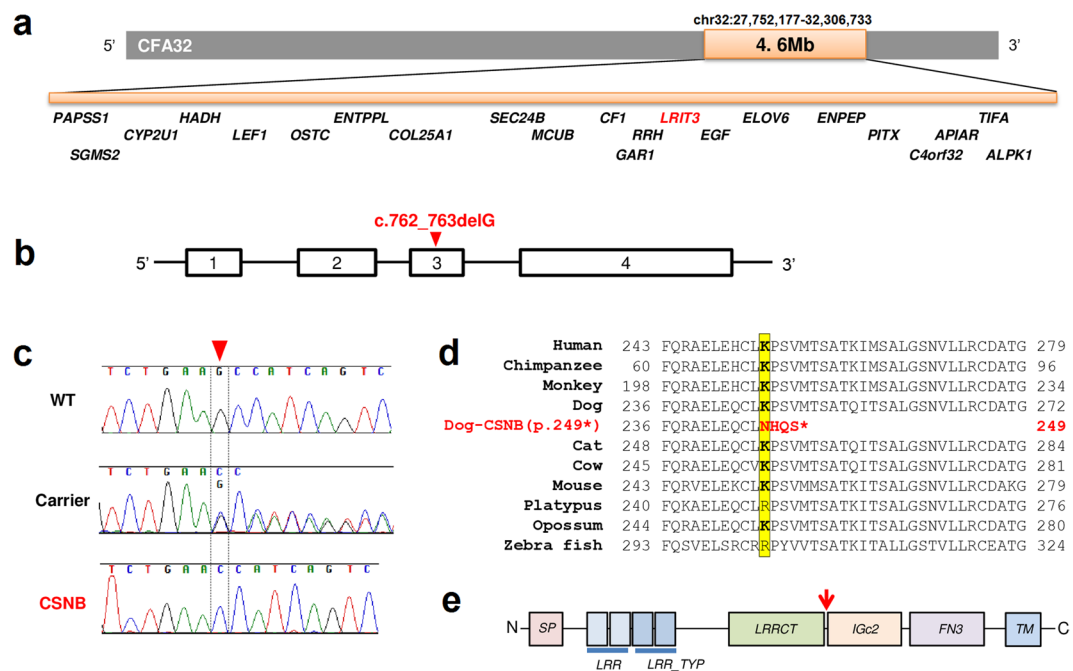 a
chr32:27,752,177-32,306,733
5' CFA32 4. 6Mb 3'
PAPSS1 HADH ENTPPL SEC24B CF1 LRIT3 ELOV6 ENPEP TIFA
CYP2U1 LEF1 OSTC COL25A1 MCUB RRH EGF PITX APIAR
SGMS2 GAR1 C4orf32 ALPK1
b
c.762_763delG
5' 1 2 3 4 3'
c
WT
T C T G A A G C C A T C A G T C
Carrier
T C T G A A C C
G
CSNB
T C T G A A C C A T C A G T C
d
Human 243 FQRAELEHCLKPSVMTSATKIMSALGSNVLLRCDATG 279
Chimpanzee 60 FQRAELEHCLKPSVMTSATKIMSALGSNVLLRCDATG 96
Monkey 198 FQRAELEHCLKPSVMTSATKIMSALGSNVLLRCDATG 234
Dog 236 FQRAELEQCLKPSVMTSATQITSALGSNVLLRCDATG 272
Dog-CSNB(p.249*) 236 FQRAELEQCLNHQS* 249
Cat 248 FQRAELEQCLKPSVMTSATKITSALGSNVLLRCDATG 284
Cow 245 FQRAELEQCVKPSVMTSATKITSALGSNVLLRCDATG 281
Mouse 243 FQRVELEKCLKPSVMMSATKITSALGSNVLLRCDAKG 279
Platypus 240 FQKAELEQCLRPSVMTSATKITSALGSNVLLRCDATG 276
Opossum 244 FQRAELEQCLKPSVMTSATKITSALGSNVLLRCDATG 280
Zebra fish 293 FQSVELSRCRRPYVVTSATKITALLGSTVLLRCEATG 324
e
N SP LRRCT IGc2 FN3 TM C
LRR LRR_TYP